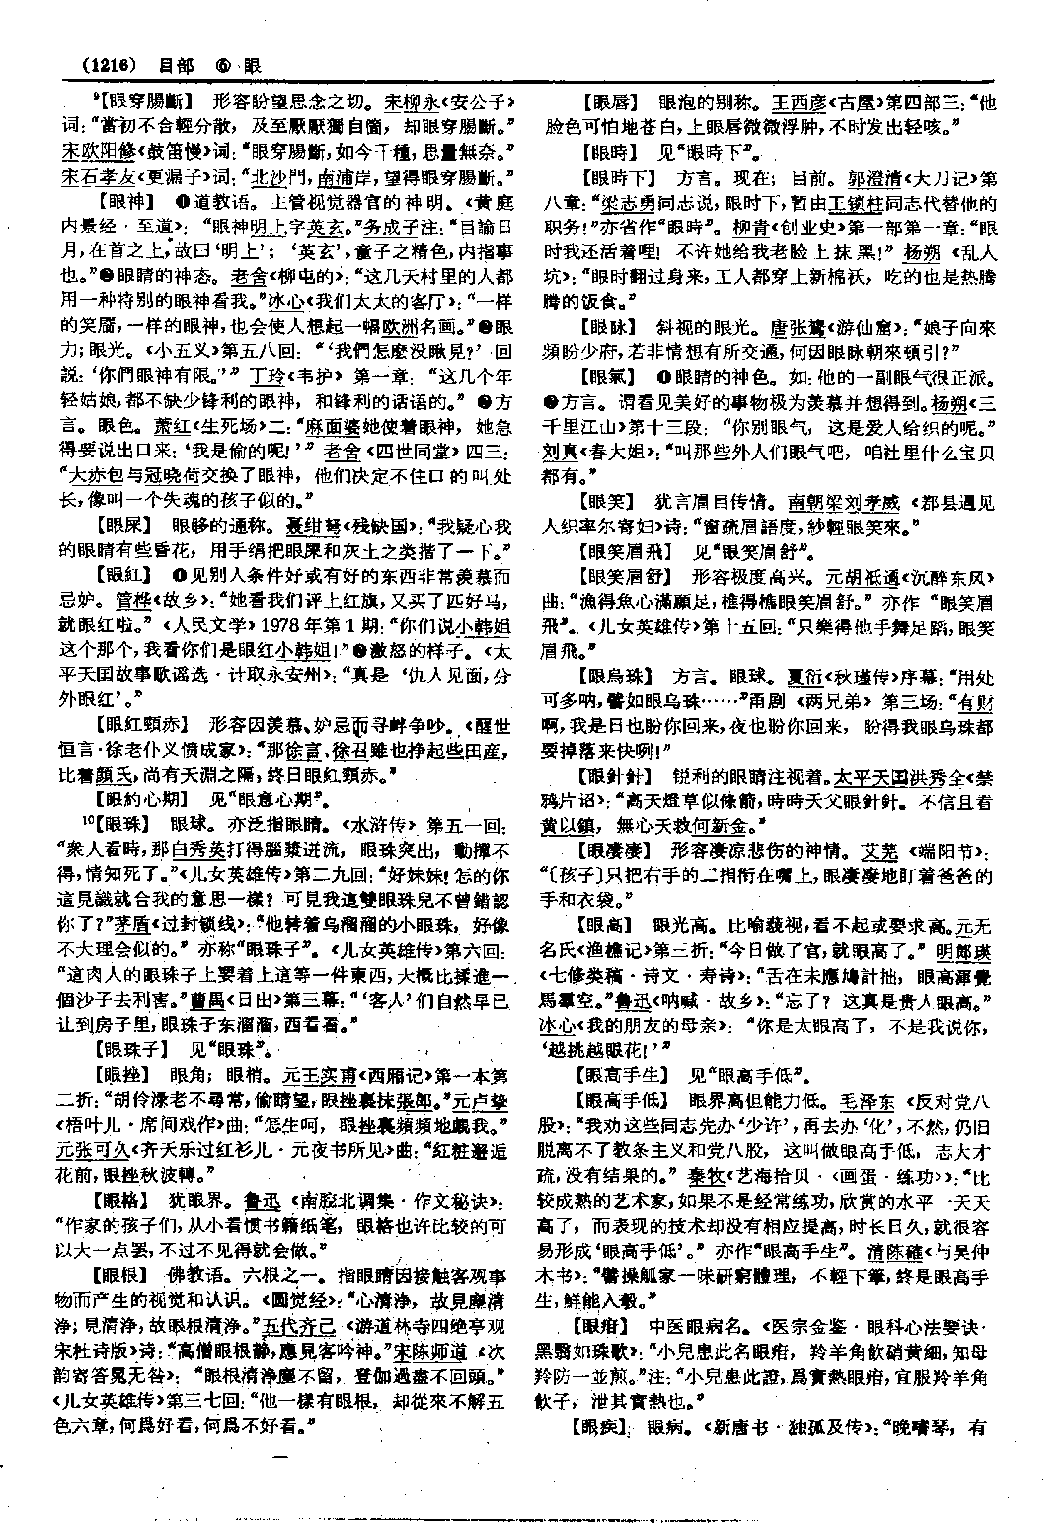 (1216) 目部 ⑥ 眼
⁹【眼穿腸斷】 形容盼望思念之切。宋柳永《安公子》
词：“當初不合輕分散，及至厭厭獨自箇，却眼穿腸斷。”
宋欧阳修《鼓笛慢》词：“眼穿腸斷，如今千種，思量無奈。”
宋石孝友《更漏子》词：“北沙門，南浦岸，望得眼穿腸斷。”
【眼神】 ❶道教语。主管视觉器官的神明。《黄庭
内景经·至道》：“眼神明上字英玄。”务成子注：“目諭日
月，在首之上，故曰‘明上’；‘英玄’，童子之精色，内指事
也。”❷眼睛的神态。老舍《柳屯的》：“这几天村里的人都
用一种特别的眼神看我。”冰心《我们太太的客厅》：“一样
的笑靥，一样的眼神，也会使人想起一幅欧洲名画。”❸眼
力；眼光。《小五义》第五八回：“‘我們怎麽没瞅見？’回
説：‘你們眼神有限。’” 丁玲《韦护》第一章：“这几个年
轻姑娘，都不缺少锋利的眼神，和锋利的话语的。”❹方
言。眼色。萧红《生死场》二：“麻面婆她使着眼神，她急
得要说出口来：‘我是偷的呢！’” 老舍《四世同堂》四三：
“大赤包与冠晓荷交换了眼神，他们决定不住口的叫处
长，像叫一个失魂的孩子似的。”
【眼屎】 眼眵的通称。聂绀弩《残缺国》：“我疑心我
的眼睛有些昏花，用手绢把眼屎和灰土之类揩了一下。”
【眼紅】 ❶见别人条件好或有好的东西非常羡慕而
忌妒。管桦《故乡》：“她看我们评上红旗，又买了匹好马，
就眼红啦。”《人民文学》1978年第1期：“你们说小韩姐
这个那个，我看你们是眼红小韩姐！”❷激怒的样子。《太
平天国故事歌谣选·计取永安州》：“真是‘仇人见面，分
外眼红’。”
【眼紅頸赤】 形容因羡慕、妒忌而寻衅争吵。《醒世
恒言·徐老仆义愤成家》：“那徐言、徐召雖也挣起些田産，
比着顔氏，尚有天淵之隔，終日眼紅頸赤。”
【眼約心期】 见“眼意心期”。
¹⁰【眼珠】 眼球。亦泛指眼睛。《水浒传》第五一回：
“衆人看時，那白秀英打得腦漿迸流，眼珠突出，動撣不
得，情知死了。”《儿女英雄传》第二九回：“好妹妹！怎的你
這見識就合我的意思一樣？可見我這雙眼珠兒不曾錯認
你了？”茅盾《过封锁线》：“他转着乌溜溜的小眼珠，好像
不大理会似的。”亦称“眼珠子”。《儿女英雄传》第六回：
“這肉人的眼珠子上要着上這等一件東西，大概比揉進一
個沙子去利害。”曹禺《日出》第三幕：“‘客人’们自然早已
让到房子里，眼珠子东溜溜，西看看。”
【眼珠子】 见“眼珠”。
【眼挫】 眼角；眼梢。元王实甫《西厢记》第一本第
二折：“胡伶渌老不尋常，偷睛望，眼挫裏抹張郎。”元卢挚
《梧叶儿·席间戏作》曲：“怎生呵，眼挫裏頻頻地覷我。”
元张可久《齐天乐过红衫儿·元夜书所见》曲：“紅粧邂逅
花前，眼挫秋波轉。”
【眼格】 犹眼界。鲁迅《南腔北调集·作文秘诀》：
“作家的孩子们，从小看惯书籍纸笔，眼格也许比较的可
以大一点罢，不过不见得就会做。”
【眼根】 佛教语。六根之一。指眼睛因接触客观事
物而产生的视觉和认识。《圆觉经》：“心清净，故見塵清
净；見清净，故眼根清净。”五代齐己《游道林寺四绝亭观
宋杜诗版》诗：“高僧眼根静，應見客吟神。”宋陈师道《次
韵寄答晁无咎》：“眼根清净塵不留，登伽過盡不回頭。”
《儿女英雄传》第三七回：“他一樣有眼根，却從來不解五
色六章，何爲好看，何爲不好看。”
【眼唇】 眼泡的别称。王西彦《古屋》第四部三：“他
脸色可怕地苍白，上眼唇微微浮肿，不时发出轻咳。”
【眼時】 见“眼時下”。
【眼時下】 方言。现在；目前。郭澄清《大刀记》第
八章：“梁志勇同志说，眼时下，暂由王锁柱同志代替他的
职务！”亦省作“眼時”。柳青《创业史》第一部第一章：“眼
时我还活着哩！不许她给我老脸上抹黑！” 杨朔《乱人
坑》：“眼时翻过身来，工人都穿上新棉袄，吃的也是热腾
腾的饭食。”
【眼脉】 斜视的眼光。唐张鷟《游仙窟》：“娘子向來
頻盼少府，若非情想有所交通，何因眼脉朝來頓引？”
【眼氣】 ❶眼睛的神色。如：他的一副眼气很正派。
❷方言。谓看见美好的事物极为羡慕并想得到。杨朔《三
千里江山》第十三段：“你别眼气，这是爱人给织的呢。”
刘真《春大姐》：“叫那些外人们眼气吧，咱社里什么宝贝
都有。”
【眼笑】 犹言眉目传情。南朝梁刘孝威《郡县遇见
人织率尔寄妇》诗：“窗疏眉語度，紗輕眼笑來。”
【眼笑眉飛】 见“眼笑眉舒”。
【眼笑眉舒】 形容极度高兴。元胡祗遹《沉醉东风》
曲：“漁得魚心滿願足，樵得樵眼笑眉舒。”亦作“眼笑眉
飛”。《儿女英雄传》第十五回：“只樂得他手舞足蹈，眼笑
眉飛。”
【眼烏珠】 方言。眼球。夏衍《秋瑾传》序幕：“用处
可多呐，譬如眼乌珠……”甬剧《两兄弟》第三场：“有财
啊，我是日也盼你回来，夜也盼你回来，盼得我眼乌珠都
要掉落来快咧！”
【眼針針】 锐利的眼睛注视着。太平天国洪秀全《禁
鸦片诏》：“高天燈草似條箭，時時天父眼針針。不信且看
黄以鎮，無心天救何新金。”
【眼凄凄】 形容凄凉悲伤的神情。艾芜《端阳节》：
“〔孩子〕只把右手的二指衔在嘴上，眼凄凄地盯着爸爸的
手和衣袋。”
【眼高】 眼光高。比喻藐视，看不起或要求高。元无
名氏《渔樵记》第三折：“今日做了官，就眼高了。”明郎瑛
《七修类稿·诗文·寿诗》：“舌在未應鳩計拙，眼高還覺
馬羣空。”鲁迅《呐喊·故乡》：“忘了？这真是贵人眼高。”
冰心《我的朋友的母亲》：“你是太眼高了，不是我说你，
‘越挑越眼花！’”
【眼高手生】 见“眼高手低”。
【眼高手低】 眼界高但能力低。毛泽东《反对党八
股》：“我劝这些同志先办‘少许’，再去办‘化’，不然，仍旧
脱离不了教条主义和党八股，这叫做眼高手低，志大才
疏，没有结果的。”秦牧《艺海拾贝·〈画蛋·练功〉》：“比
较成熟的艺术家，如果不是经常练功，欣赏的水平一天天
高了，而表现的技术却没有相应提高，时长日久，就很容
易形成‘眼高手低’。”亦作“眼高手生”。清陈確《与吴仲
木书》：“譬操觚家一味研窮體理，不輕下筆，終是眼高手
生，鮮能入彀。”
【眼疳】 中医眼病名。《医宗金鉴·眼科心法要诀·
黑翳如珠歌》：“小兒患此名眼疳，羚羊角飲硝黄細，知母
羚防一並煎。”注：“小兒患此證，爲實熱眼疳，宜服羚羊角
飲子，泄其實熱也。”
【眼疾】 眼病。《新唐书·独孤及传》：“晚嗜琴，有